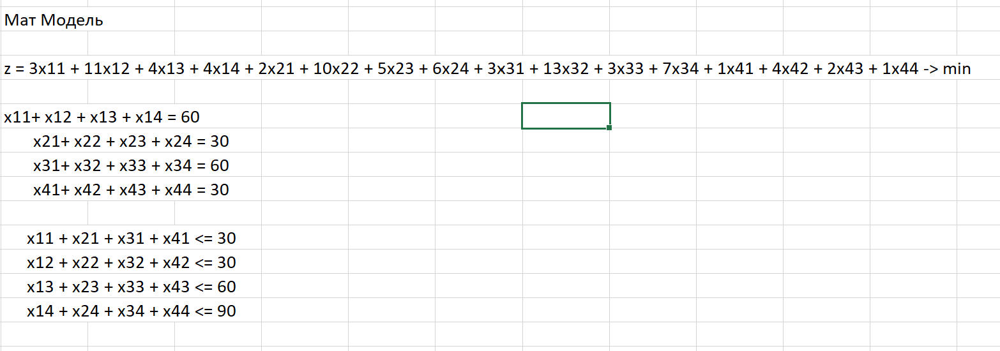 Мат Модель
z = 3x11 + 11x12 + 4x13 + 4x14 + 2x21 + 10x22 + 5x23 + 6x24 + 3x31 + 13x32 + 3x33 + 7x34 + 1x41 + 4x42 + 2x43 + 1x44 -> min
x11+ x12 + x13 + x14 = 60
x21+ x22 + x23 + x24 = 30
x31+ x32 + x33 + x34 = 60
x41+ x42 + x43 + x44 = 30
x11 + x21 + x31 + x41 <= 30
x12 + x22 + x32 + x42 <= 30
x13 + x23 + x33 + x43 <= 60
x14 + x24 + x34 + x44 <= 90